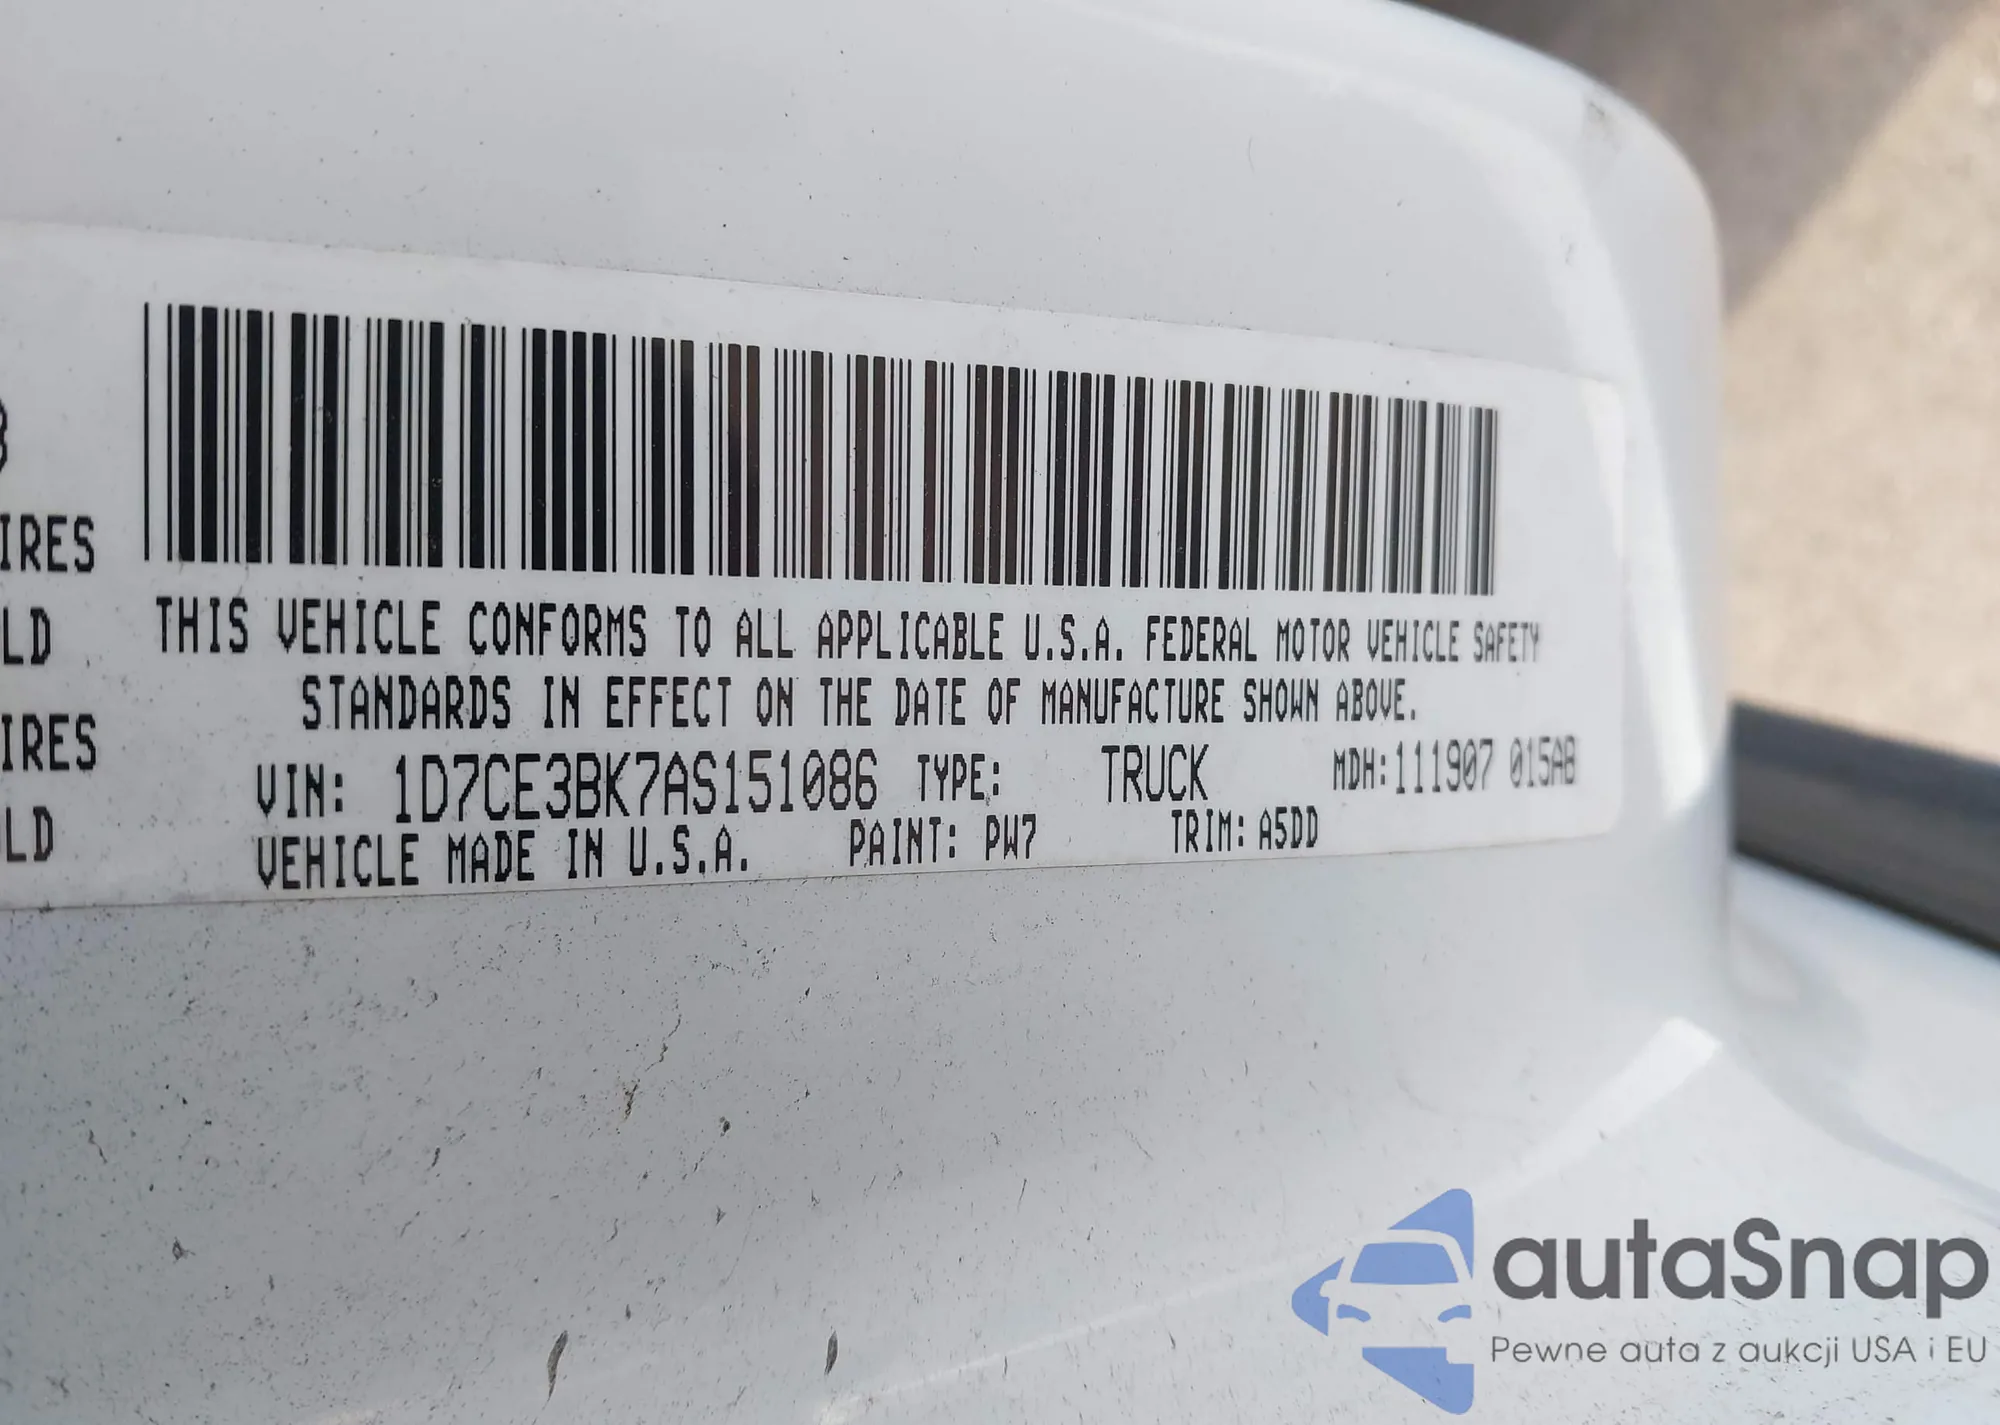 IRES
LD
IRES
LD
THIS VEHICLE CONFORMS TO ALL APPLICABLE U.S.A. FEDERAL MOTOR VEHICLE SAFETY
STANDARDS IN EFFECT ON THE DATE OF MANUFACTURE SHOWN ABOVE.
VIN: 1D7CE3BK7AS151086 TYPE: TRUCK MDH:111907 015AB
VEHICLE MADE IN U.S.A. PAINT: PW7 TRIM: A5DD
autaSnap
Pewne auta z aukcji USA i EU